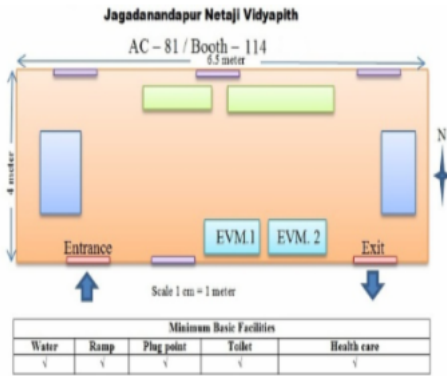 Jagadanandapur Netaji Vidyapith
AC – 81 / Booth – 114
6.5 meter
4 meter
N
EVM.1 EVM. 2
Entrance Exit
Scale 1 cm = 1 meter
Minimum Basic Facilities
Water Ramp Plug point Toilet Health care
√ √ √ √ √